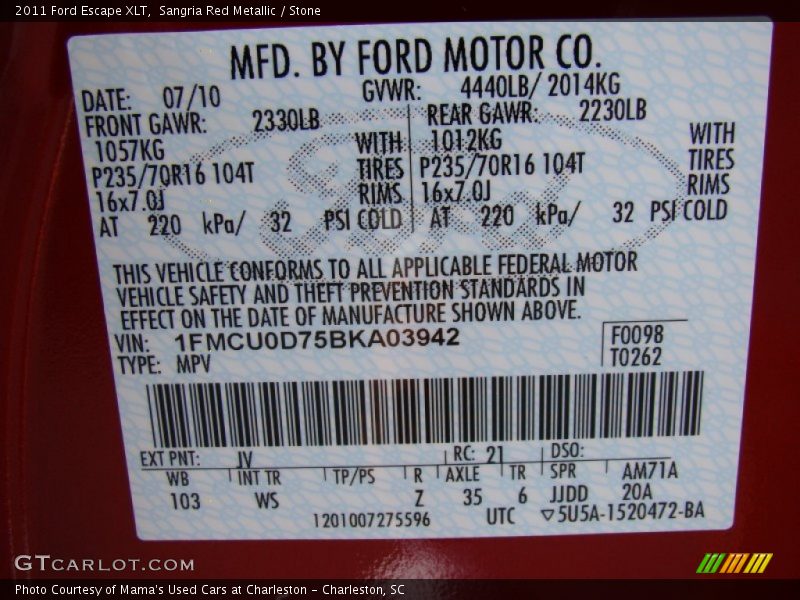 2011 Ford Escape XLT,  Sangria Red Metallic / Stone
MFD. BY FORD MOTOR CO.
DATE: 07/10 GVWR: 4440LB/ 2014KG
FRONT GAWR: 2330LB REAR GAWR: 2230LB
1057KG WITH 1012KG WITH
P235/70R16 104T TIRES P235/70R16 104T TIRES
16x7.0J RIMS 16x7.0J RIMS
AT 220 kPa/ 32 PSI COLD AT 220 kPa/ 32 PSI COLD
THIS VEHICLE CONFORMS TO ALL APPLICABLE FEDERAL MOTOR
VEHICLE SAFETY AND THEFT PREVENTION STANDARDS IN
EFFECT ON THE DATE OF MANUFACTURE SHOWN ABOVE.
VIN: 1FMCU0D75BKA03942 F0098
TYPE: MPV T0262
EXT PNT: JV RC: 21 DSO:
WB INT TR TP/PS R AXLE TR SPR AM71A
103 WS Z 35 6 JJDD 20A
1201007275596 UTC ▽5U5A-1520472-BA
GTCARLOT.COM
Photo Courtesy of Mama's Used Cars at Charleston - Charleston, SC